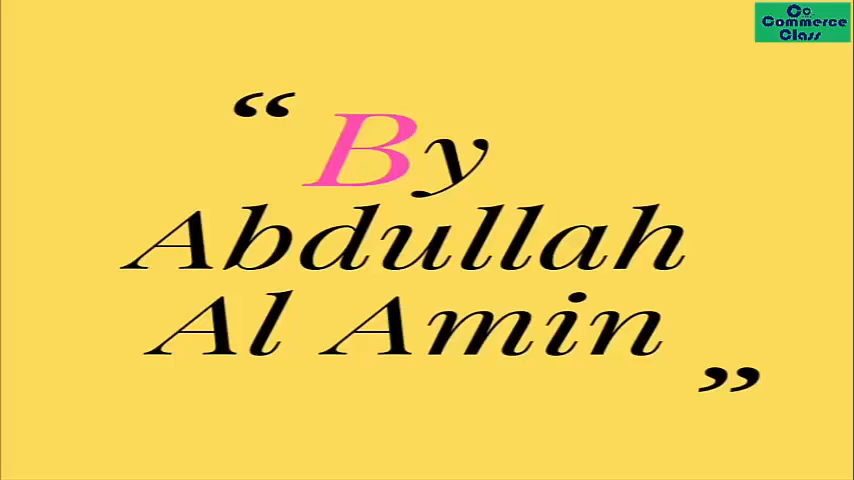 Co
Commerce
Class
“ By
Abdullah
Al Amin ”